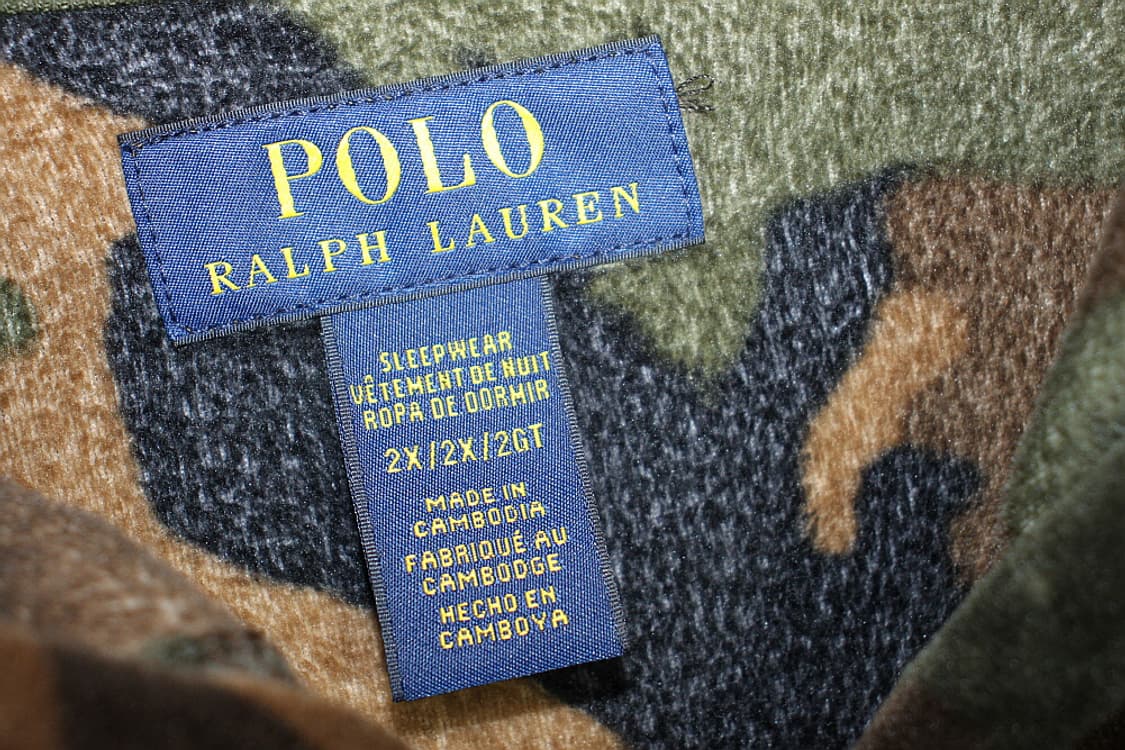 POLO
RALPH LAUREN
SLEEPWEAR
VÊTEMENT DE NUIT
ROPA DE DORMIR
2X/2X/2GT
MADE IN
CAMBODIA
FABRIQUÉ AU
CAMBODGE
HECHO EN
CAMBOYA